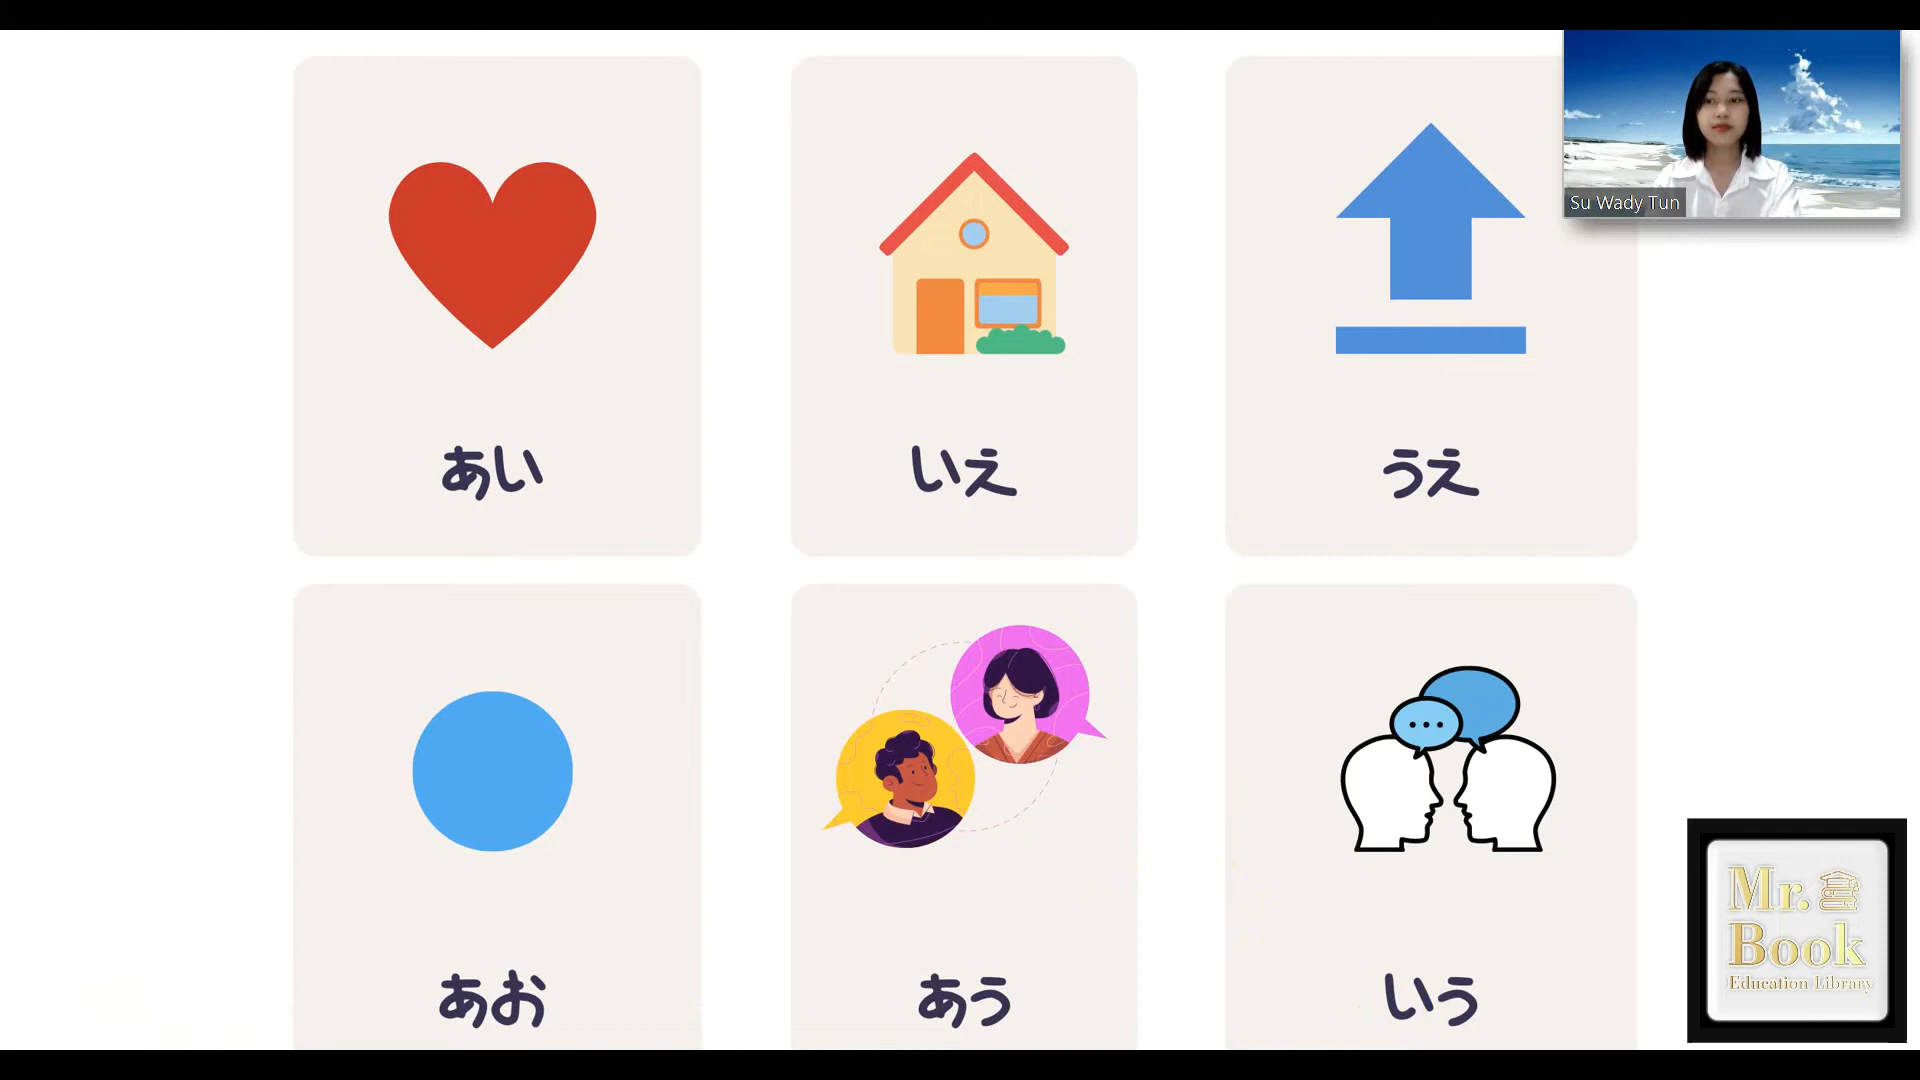 Su Wady Tun
あい
いえ
うえ
あお
あう
いう
Mr.
Book
Education Library